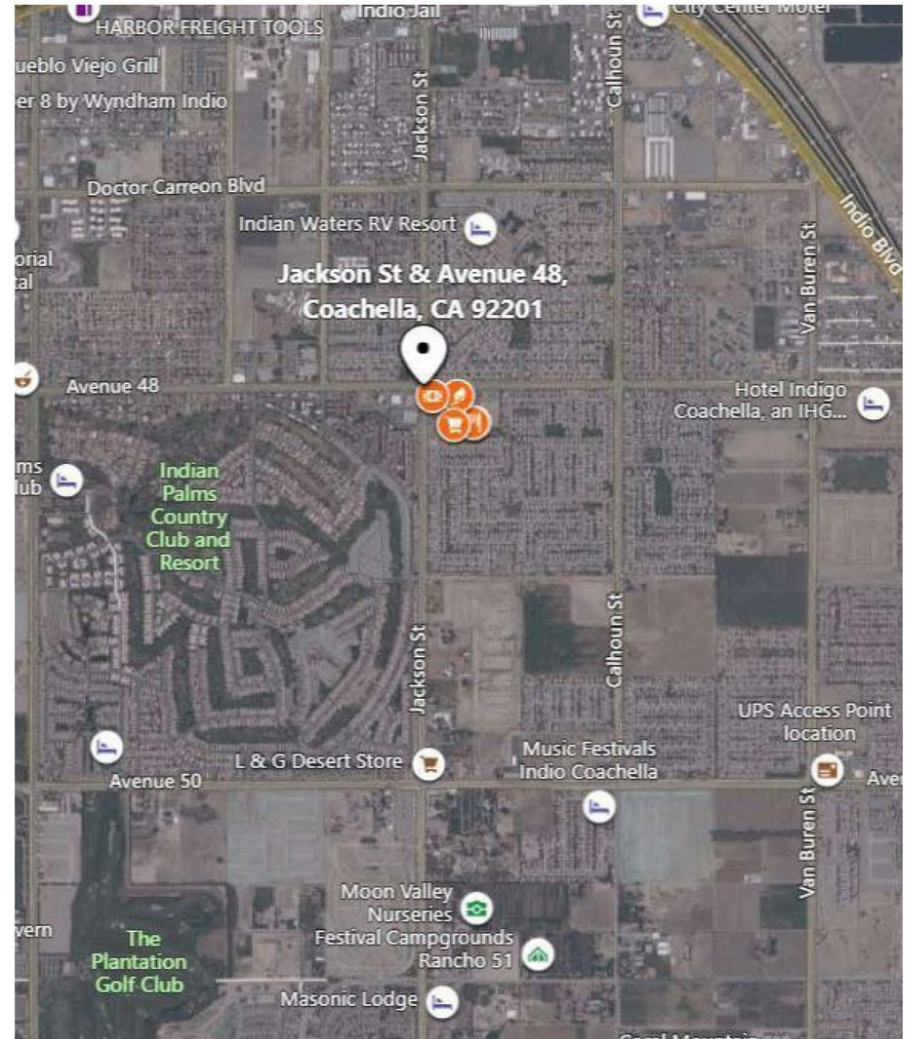 Indio Jail
City Center Motel
HARBOR FREIGHT TOOLS
ueblo Viejo Grill
er 8 by Wyndham Indio
Jackson St
Calhoun St
Doctor Carreon Blvd
Indian Waters RV Resort
Indio Blvd
Van Buren St
orial
tal
Jackson St & Avenue 48,
Coachella, CA 92201
Avenue 48
Hotel Indigo
Coachella, an IHG...
ms
lub
Indian
Palms
Country
Club and
Resort
Jackson St
Calhoun St
UPS Access Point
location
L & G Desert Store
Music Festivals
Indio Coachella
Avenue 50
Ave
Van Buren St
Moon Valley
Nurseries
Festival Campgrounds
Rancho 51
vern
The
Plantation
Golf Club
Masonic Lodge
Coral Mountain